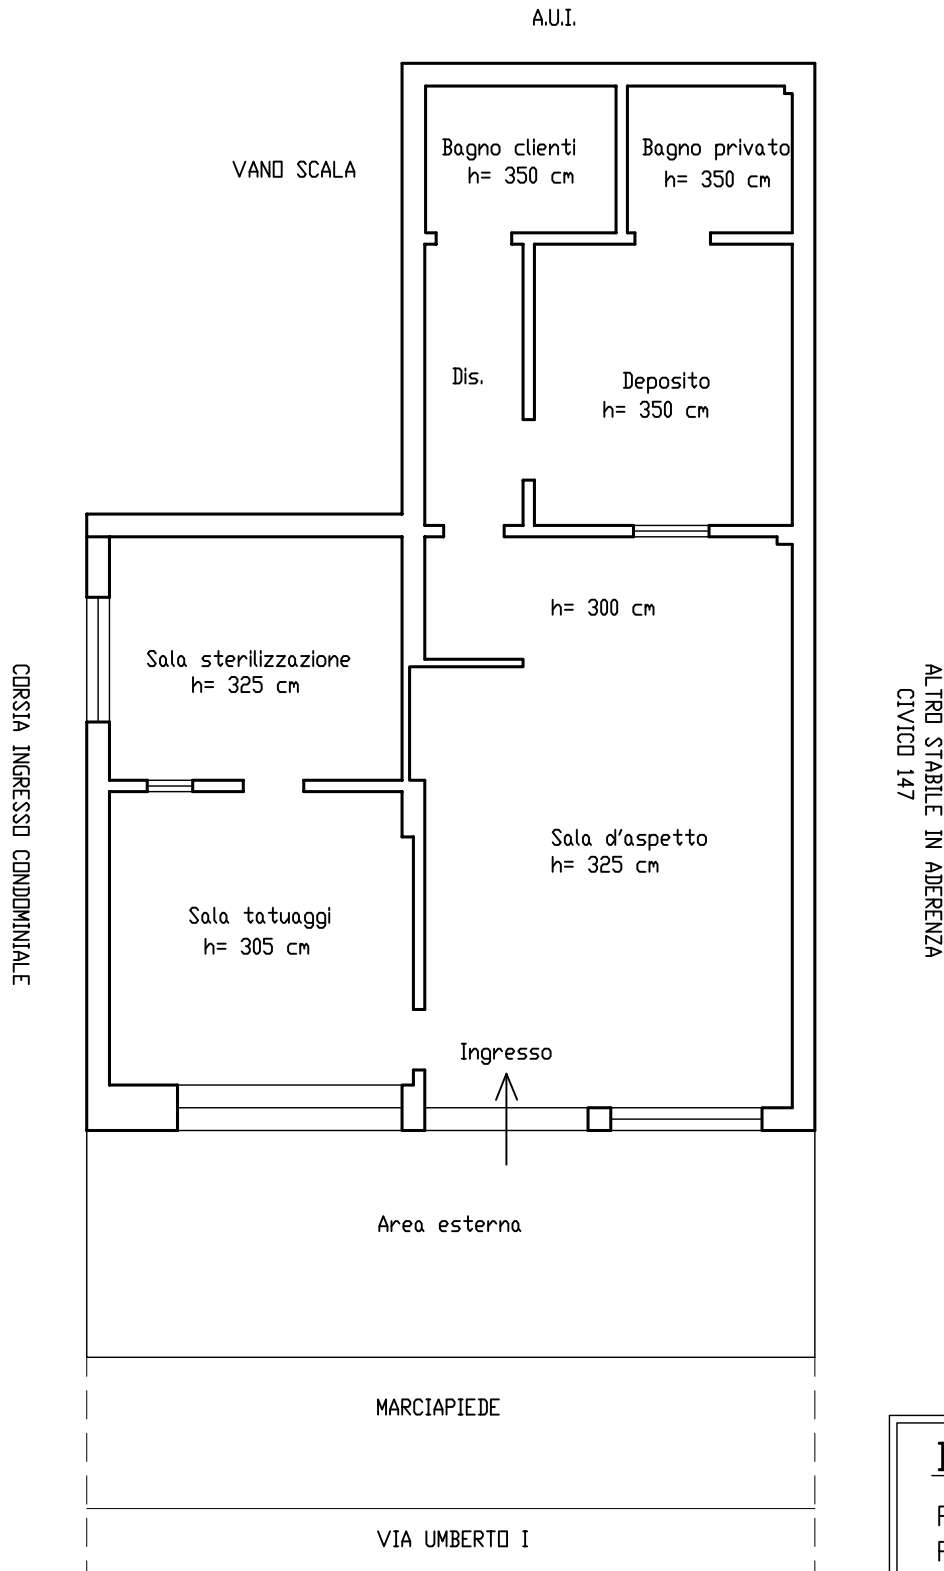 A.U.I.
VANO SCALA
Bagno clienti
h= 350 cm
Bagno privato
h= 350 cm
Dis.
Deposito
h= 350 cm
h= 300 cm
Sala sterilizzazione
h= 325 cm
CORSIA INGRESSO CONDOMINIALE
ALTRO STABILE IN ADERENZA
CIVICO 147
Sala d'aspetto
h= 325 cm
Sala tatuaggi
h= 305 cm
Ingresso
Area esterna
MARCIAPIEDE
VIA UMBERTO I